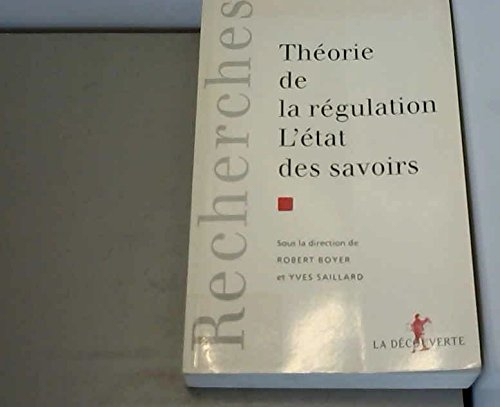 Recherches
Théorie
de
la régulation
L'état
des savoirs
Sous la direction de
ROBERT BOYER
et YVES SAILLARD
LA DÉCOUVERTE